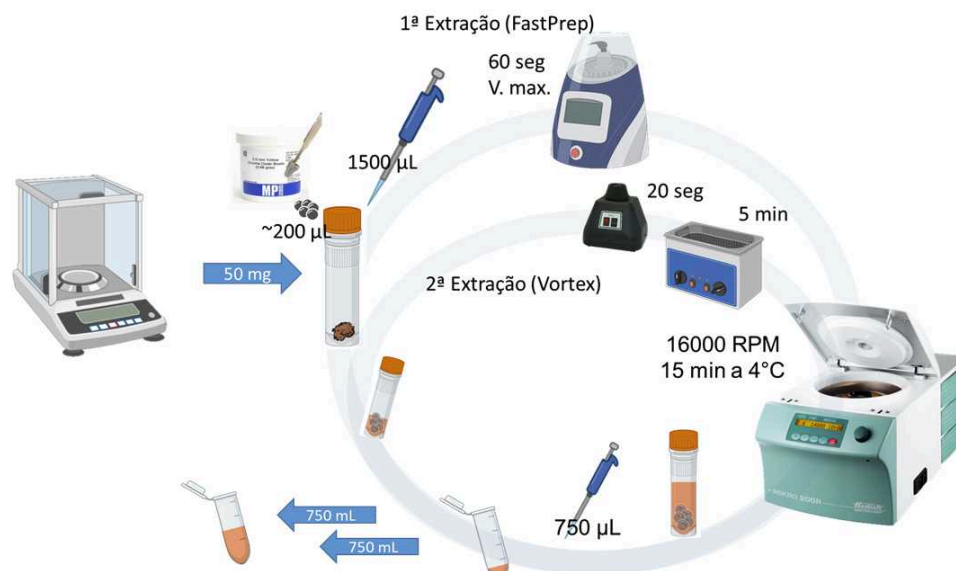 1ª Extração (FastPrep)
60 seg
V. max.
1500 µL
MP
~200 µL
50 mg
20 seg
5 min
2ª Extração (Vortex)
16000 RPM
15 min a 4°C
750 µL
750 mL
750 mL